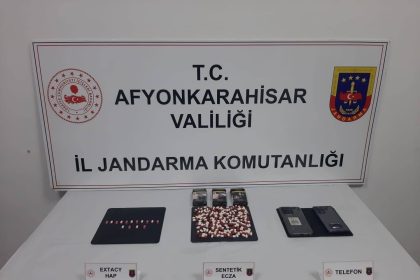 T.C.
AFYONKARAHİSAR
VALİLİĞİ
İL JANDARMA KOMUTANLIĞI
EXTACY
HAP
SENTETİK
ECZA
TELEFON